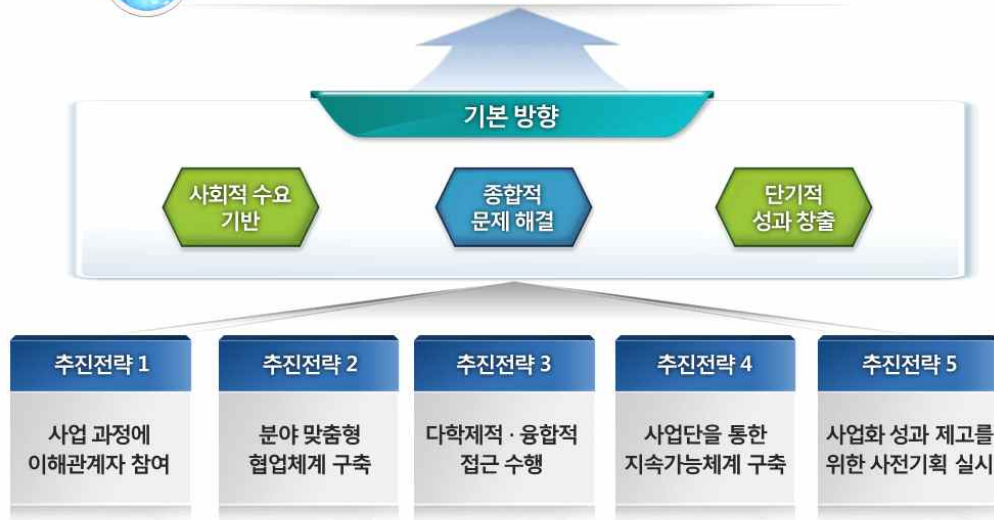 기본 방향
사회적 수요
기반
종합적
문제 해결
단기적
성과 창출
추진전략 1
사업 과정에
이해관계자 참여
추진전략 2
분야 맞춤형
협업체계 구축
추진전략 3
다학제적 · 융합적
접근 수행
추진전략 4
사업단을 통한
지속가능체계 구축
추진전략 5
사업화 성과 제고를
위한 사전기획 실시